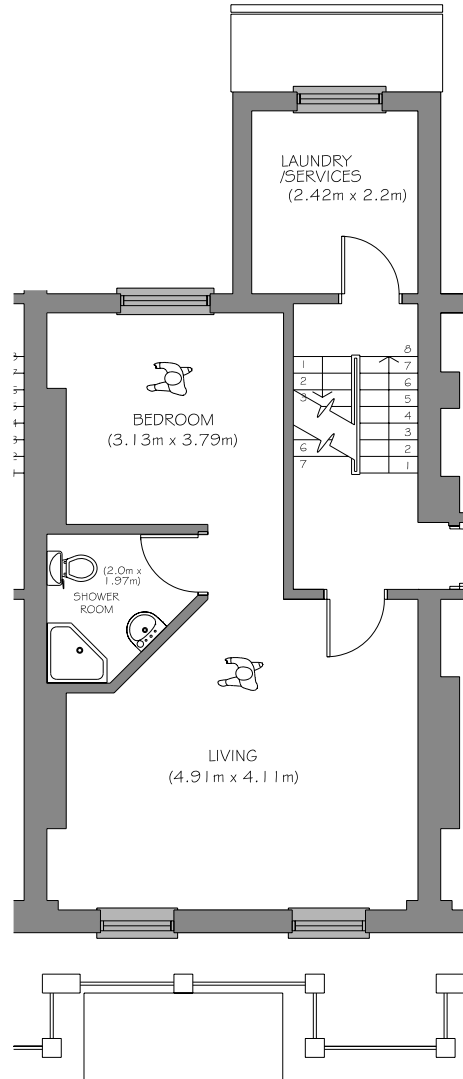 LAUNDRY
/SERVICES
(2.42m x 2.2m)
BEDROOM
(3.13m x 3.79m)
1
2
3
6
7
8
7
6
5
4
3
2
1
(2.0m x
1.97m)
SHOWER
ROOM
LIVING
(4.91m x 4.11m)